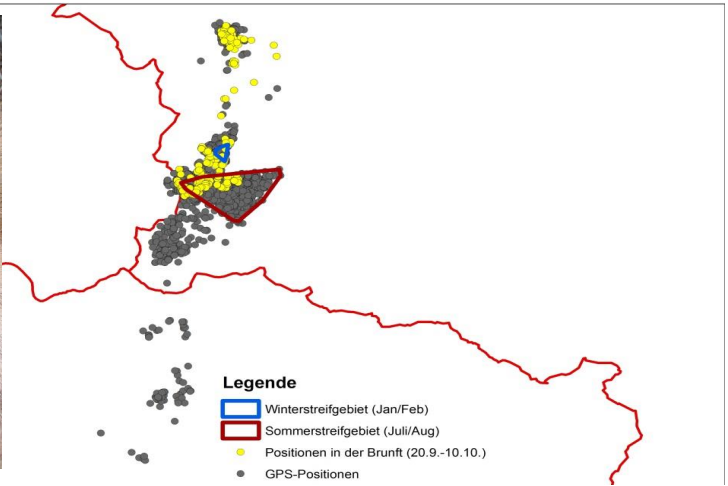 Legende
Winterstreifgebiet (Jan/Feb)
Sommerstreifgebiet (Juli/Aug)
Positionen in der Brunft (20.9.-10.10.)
GPS-Positionen